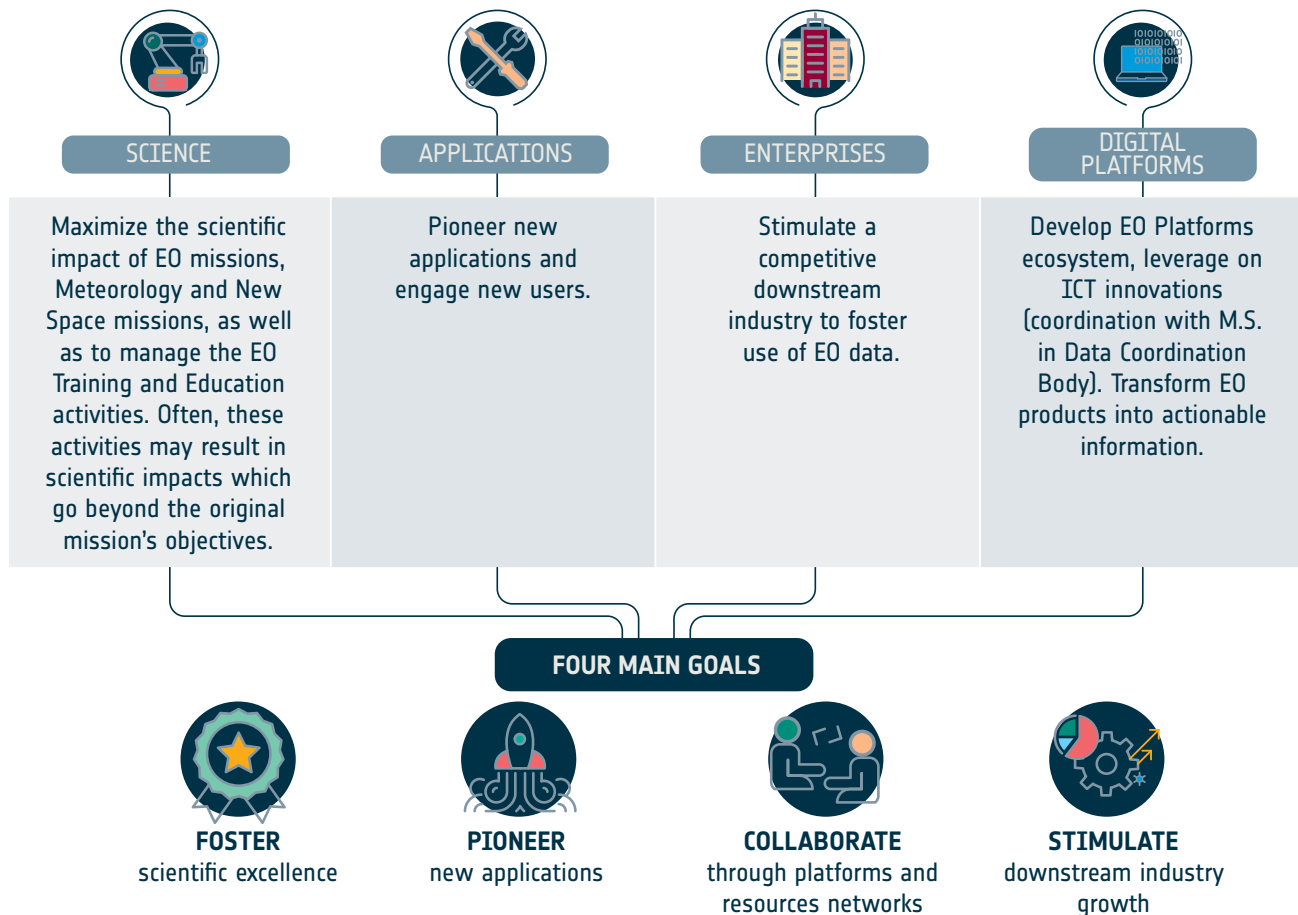 IOIOIOIOIO
OIOIOIOIOI
IOIOIOIOIO
OIOIOIOIOI
SCIENCE
APPLICATIONS
ENTERPRISES
DIGITAL
PLATFORMS
Maximize the scientific
impact of EO missions,
Meteorology and New
Space missions, as well
as to manage the EO
Training and Education
activities. Often, these
activities may result in
scientific impacts which
go beyond the original
mission's objectives.
Pioneer new
applications and
engage new users.
Stimulate a
competitive
downstream
industry to foster
use of EO data.
Develop EO Platforms
ecosystem, leverage on
ICT innovations
(coordination with M.S.
in Data Coordination
Body). Transform EO
products into actionable
information.
FOUR MAIN GOALS
FOSTER
scientific excellence
PIONEER
new applications
COLLABORATE
through platforms and
resources networks
STIMULATE
downstream industry
growth